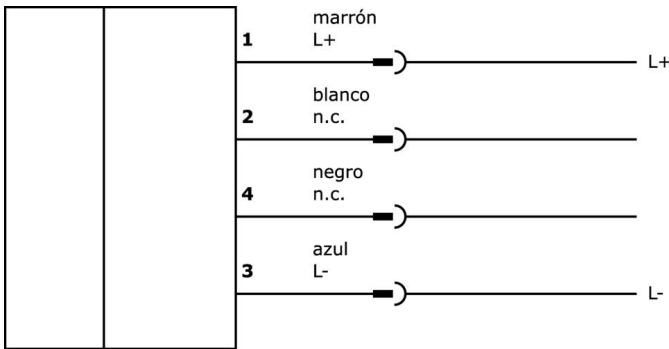 marrón
1 L+
L+
blanco
2 n.c.
negro
4 n.c.
azul
3 L-
L-